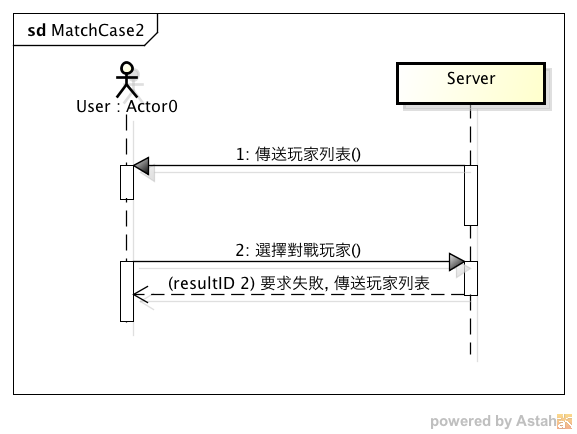 sd MatchCase2
User : Actor0
Server
1: 傳送玩家列表()
2: 選擇對戰玩家()
(resultID 2) 要求失敗, 傳送玩家列表
powered by Astah